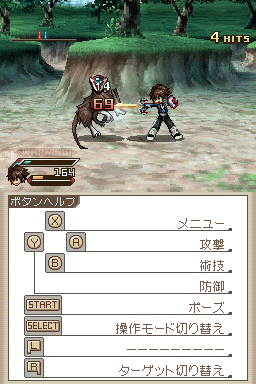 4 HITS
4
69
164
ボタンヘルプ
X メニュー
Y A 攻撃
B 術技
防御
START ポーズ
SELECT 操作モード切り替え
L ーーーーーーーーー
R ターゲット切り替え